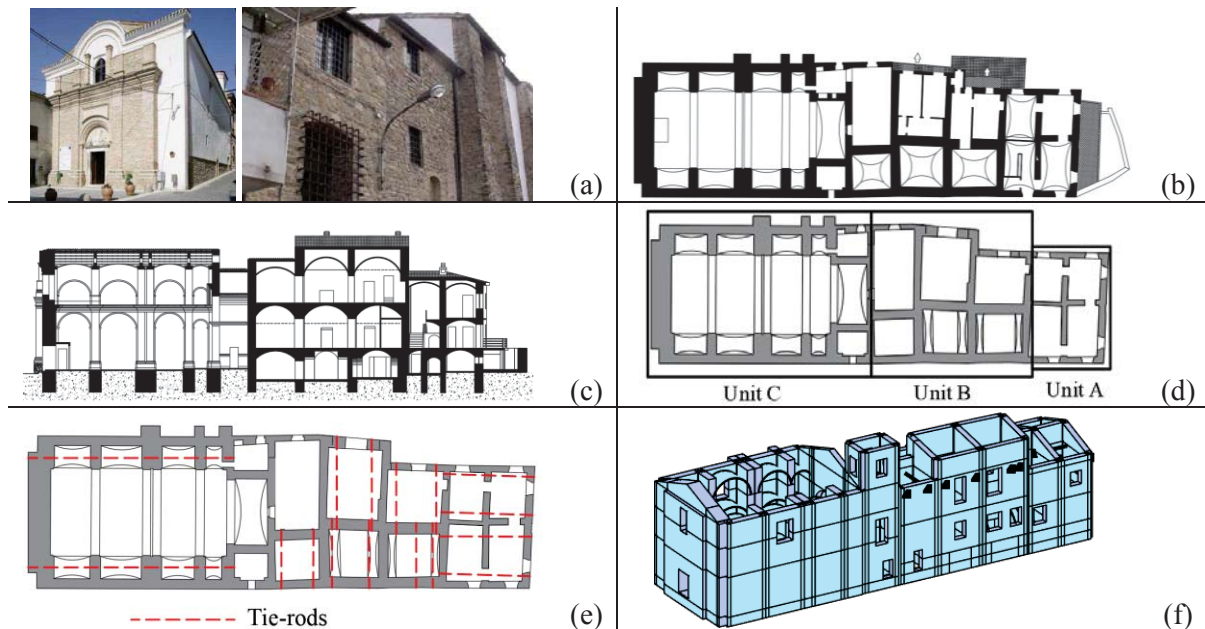 (a)
(b)
(c)
Unit C
Unit B
Unit A
(d)
Tie-rods
(e)
(f)